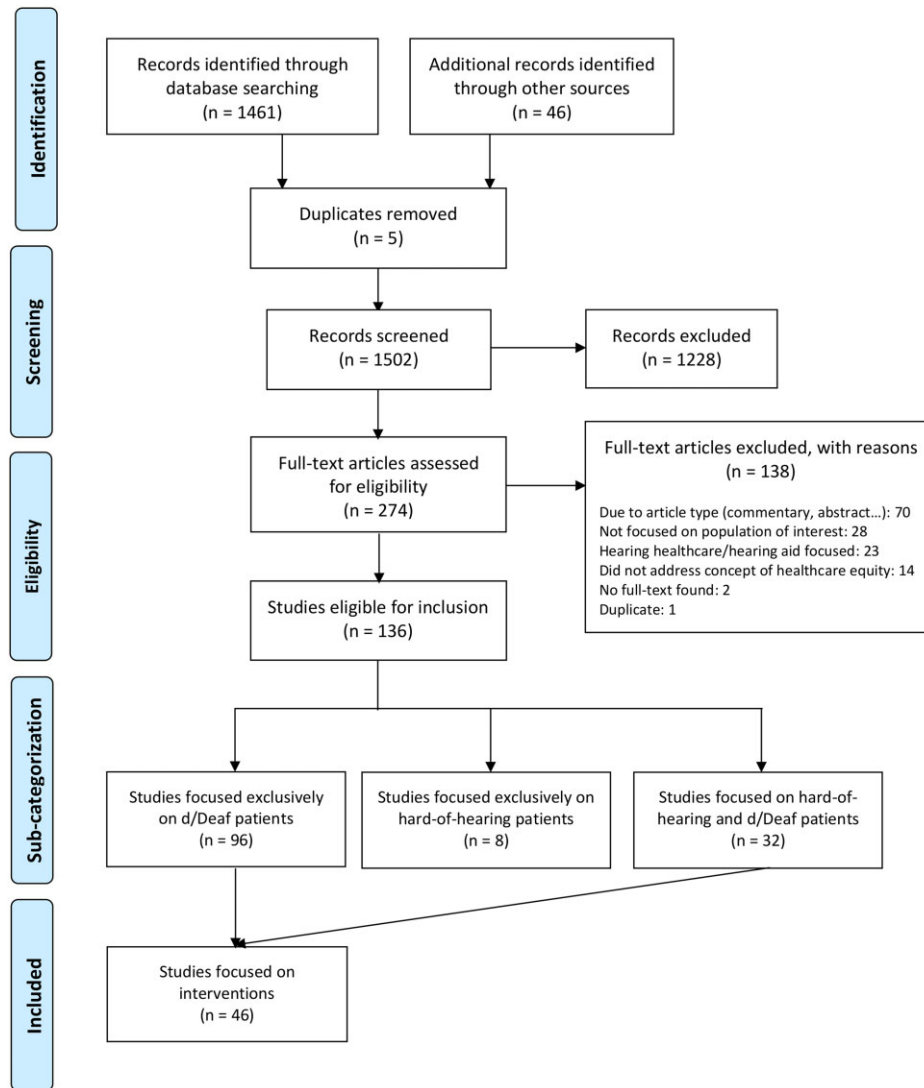 Identification
Records identified through
database searching
(n = 1461)
Additional records identified
through other sources
(n = 46)
Duplicates removed
(n = 5)
Screening
Records screened
(n = 1502)
Records excluded
(n = 1228)
Eligibility
Full-text articles assessed
for eligibility
(n = 274)
Full-text articles excluded, with reasons
(n = 138)
Due to article type (commentary, abstract…): 70
Not focused on population of interest: 28
Hearing healthcare/hearing aid focused: 23
Did not address concept of healthcare equity: 14
No full-text found: 2
Duplicate: 1
Studies eligible for inclusion
(n = 136)
Sub-categorization
Studies focused exclusively
on d/Deaf patients
(n = 96)
Studies focused exclusively on
hard-of-hearing patients
(n = 8)
Studies focused on hard-of-
hearing and d/Deaf patients
(n = 32)
Included
Studies focused on
interventions
(n = 46)